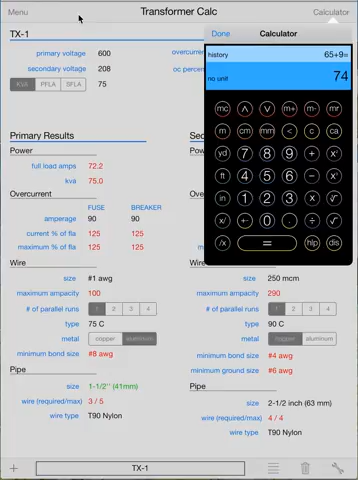 Menu
Transformer Calc
Calculator
TX-1
primary voltage 600
secondary voltage 208
KVA PFLA SFLA 75
overcurren
oc percen
Done Calculator
history 65+9=
no unit 74
mc m+ m- mr
m cm mm < c ca
yd 7 8 9 + x²
ft 4 5 6 - x√
in 1 2 3 × √
x/ +- 0 . ÷ √
/x = hlp dis
Primary Results
Power
full load amps 72.2
kva 75.0
Overcurrent
FUSE BREAKER
amperage 90 90
current % of fla 125 125
maximum % of fla 125 125
Wire
size #1 awg
maximum ampacity 100
# of parallel runs 1 2 3 4
type 75 C
metal copper aluminum
minimum bond size #8 awg
Pipe
size 1-1/2" (41mm)
wire (required/max) 3 / 5
wire type T90 Nylon
Sec
Pow
Ove
Wire
size 250 mcm
maximum ampacity 290
# of parallel runs 1 2 3 4
type 90 C
metal copper aluminum
minimum bond size #4 awg
minimum ground size #6 awg
Pipe
size 2-1/2 inch (63 mm)
wire (required/max) 4 / 4
wire type T90 Nylon
TX-1